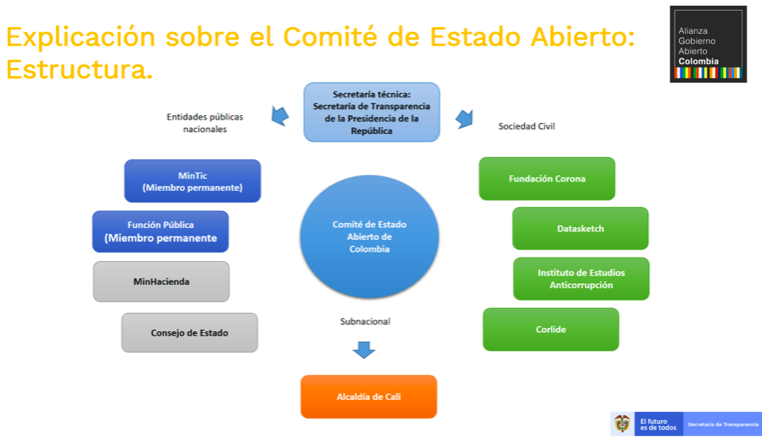 Explicación sobre el Comité de Estado Abierto:
Estructura.
Alianza
Gobierno
Abierto
Colombia
Secretaría técnica:
Secretaría de Transparencia
de la Presidencia de la
República
Entidades públicas
nacionales
Sociedad Civil
MinTic
(Miembro permanente)
Función Pública
(Miembro permanente
MinHacienda
Consejo de Estado
Comité de Estado
Abierto de
Colombia
Fundación Corona
Datasketch
Instituto de Estudios
Anticorrupción
Corlide
Subnacional
Alcaldía de Cali
El futuro
es de todos
Secretaría de Transparencia